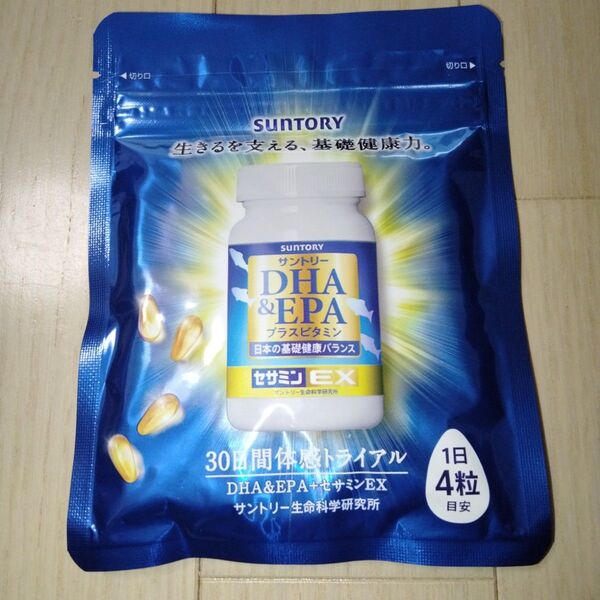 切り口
切り口
SUNTORY
生きるを支える、基礎健康力。
SUNTORY
サントリー
DHA
&EPA
プラスビタミン
日本の基礎健康バランス
セサミンEX
サントリー生命科学研究所
30日間体感トライアル
DHA&EPA+セサミンEX
サントリー生命科学研究所
1日
4粒
目安